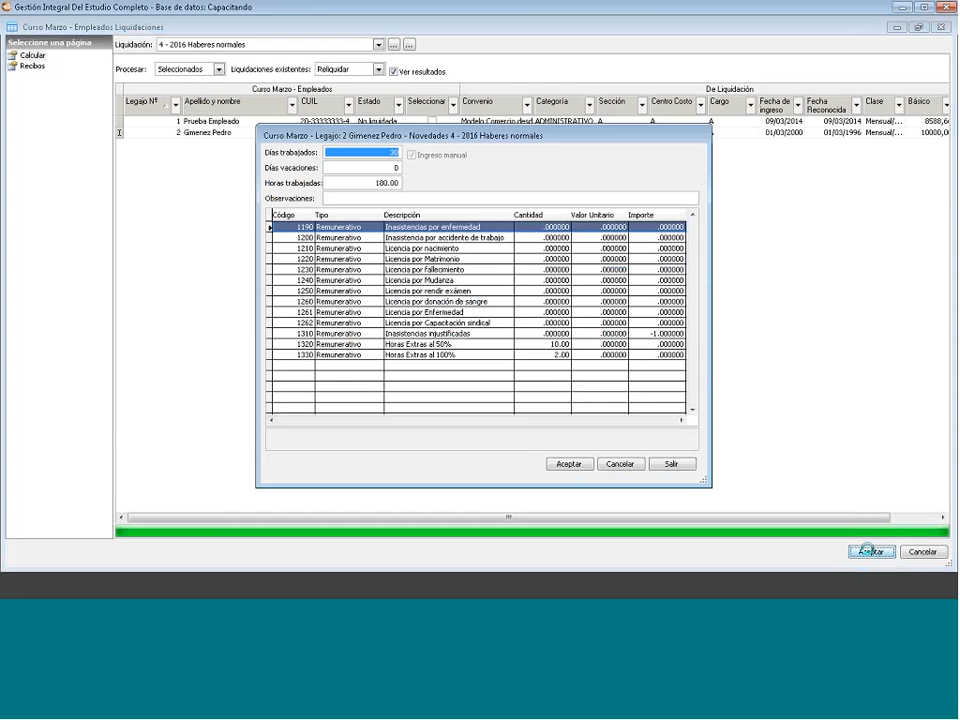 Gestión Integral Del Estudio Completo - Base de datos: Capacitando
Curso Marzo - Empleados Liquidaciones
Seleccione una página
Calcular
Recibos
Liquidación: 4 - 2016 Haberes normales
Procesar: Seleccionados Liquidaciones existentes: Reliquidar Ver resultados
Curso Marzo - Empleados De Liquidación
Legajo Nº Apellido y nombre CUIL Estado Seleccionar Convenio Categoría Sección Centro Costo Cargo Fecha de ingreso Fecha Reconocida Clase Básico
1 Prueba Empleado 20-33333333-4 No liquidada Modelo Comercio desd ADMINISTRATIVO A A A 09/03/2014 09/03/2014 Mensual/... 8588,6
2 Gimenez Pedro 01/03/2000 01/03/1996 Mensual/... 10000,0
Curso Marzo - Legajo: 2 Gimenez Pedro - Novedades 4 - 2016 Haberes normales
Días trabajados: 30 Ingreso manual
Días vacaciones: 0
Horas trabajadas: 180.00
Observaciones:
Código Tipo Descripción Cantidad Valor Unitario Importe
1190 Remunerativo Inasistencias por enfermedad .000000 .000000 .000000
1200 Remunerativo Inasistencia por accidente de trabajo .000000 .000000 .000000
1210 Remunerativo Licencia por nacimiento .000000 .000000 .000000
1220 Remunerativo Licencia por Matrimonio .000000 .000000 .000000
1230 Remunerativo Licencia por fallecimiento .000000 .000000 .000000
1240 Remunerativo Licencia por Mudanza .000000 .000000 .000000
1250 Remunerativo Licencia por rendir exámen .000000 .000000 .000000
1260 Remunerativo Licencia por donación de sangre .000000 .000000 .000000
1261 Remunerativo Licencia por Enfermedad .000000 .000000 .000000
1262 Remunerativo Licencia por Capacitación sindical .000000 .000000 .000000
1310 Remunerativo Inasistencias injustificadas .000000 .000000 -1.000000
1320 Remunerativo Horas Extras al 50% 10.00 .000000 .000000
1330 Remunerativo Horas Extras al 100% 2.00 .000000 .000000
Aceptar Cancelar Salir
Aceptar Cancelar